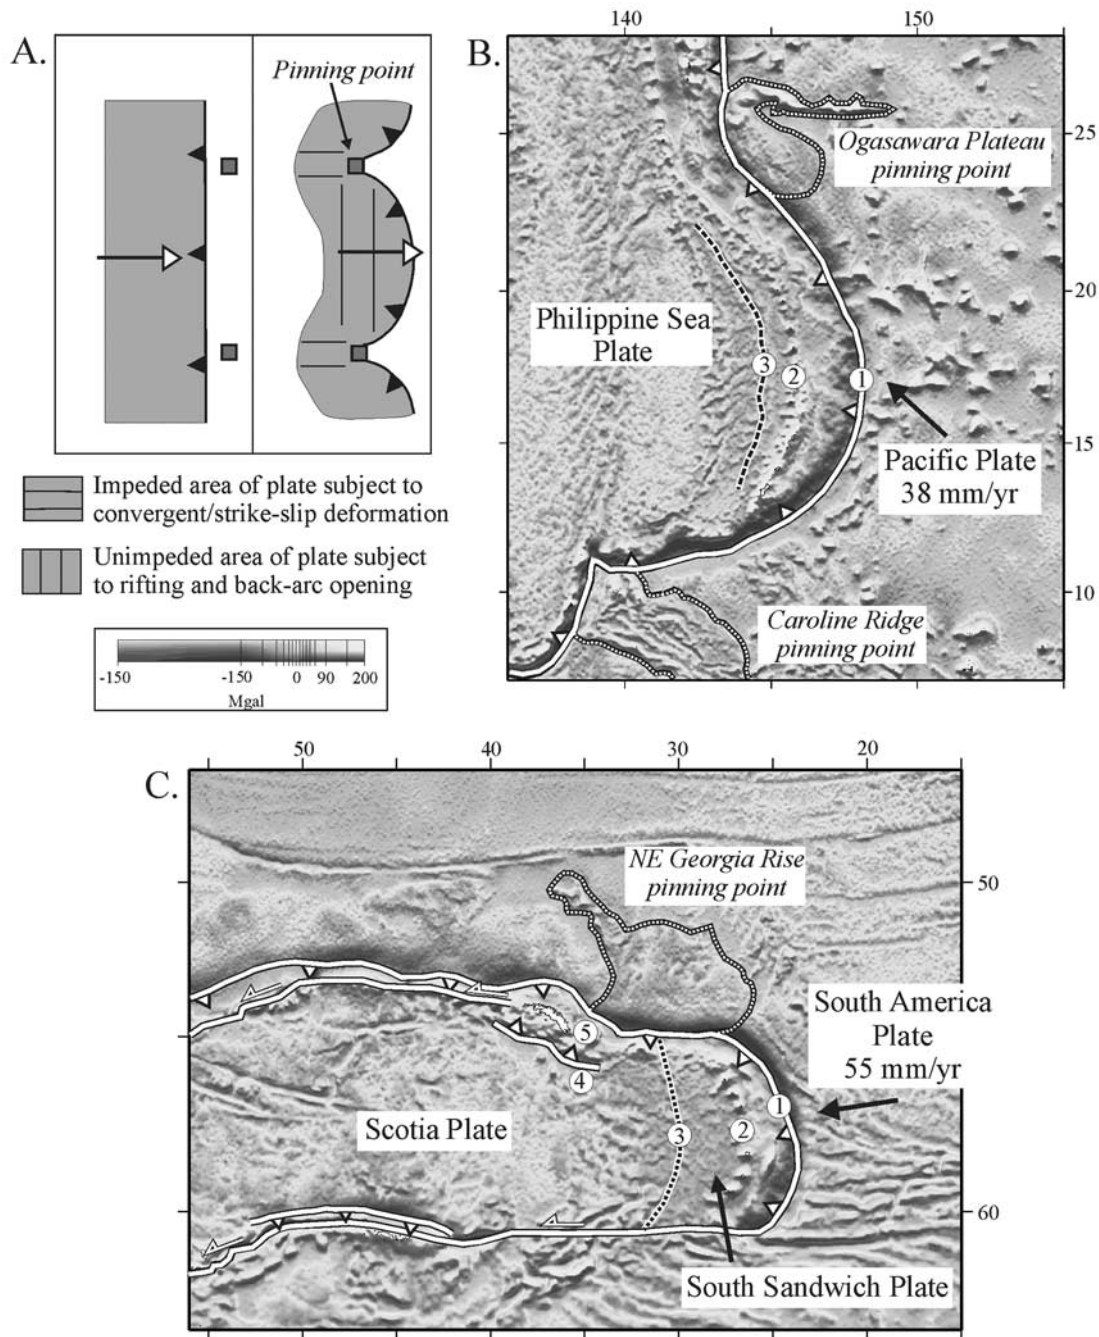 A.
Pinning point
Impeded area of plate subject to
convergent/strike-slip deformation
Unimpeded area of plate subject
to rifting and back-arc opening
-150 -150 0 90 200
Mgal
140 150
B.
Ogasawara Plateau
pinning point
25
20
15
10
Philippine Sea
Plate
3
2
1
Pacific Plate
38 mm/yr
Caroline Ridge
pinning point
140 150
50 40 30 20
C.
NE Georgia Rise
pinning point
50
60
South America
Plate
55 mm/yr
5
4
1
2
3
Scotia Plate
South Sandwich Plate